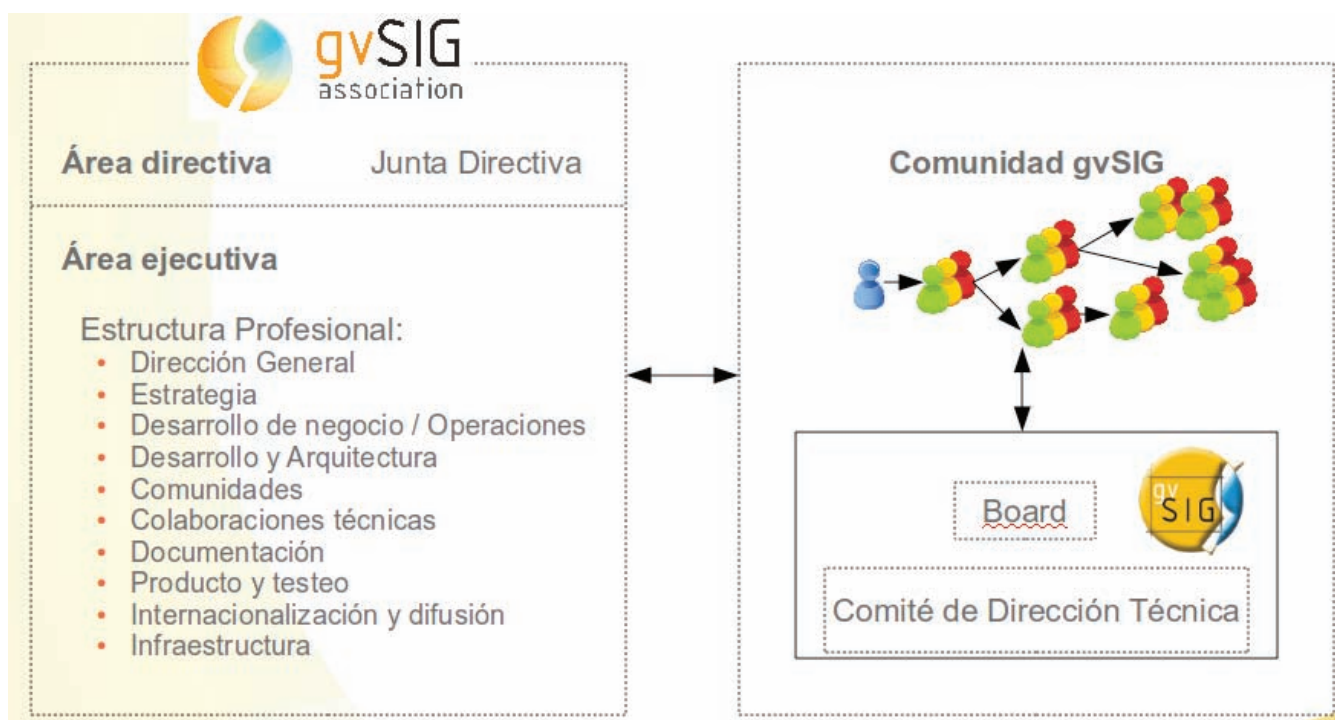 gvSIG
association
Área directiva Junta Directiva
Área ejecutiva
Estructura Profesional:
• Dirección General
• Estrategia
• Desarrollo de negocio / Operaciones
• Desarrollo y Arquitectura
• Comunidades
• Colaboraciones técnicas
• Documentación
• Producto y testeo
• Internacionalización y difusión
• Infraestructura
Comunidad gvSIG
Board
gv
SIG
Comité de Dirección Técnica